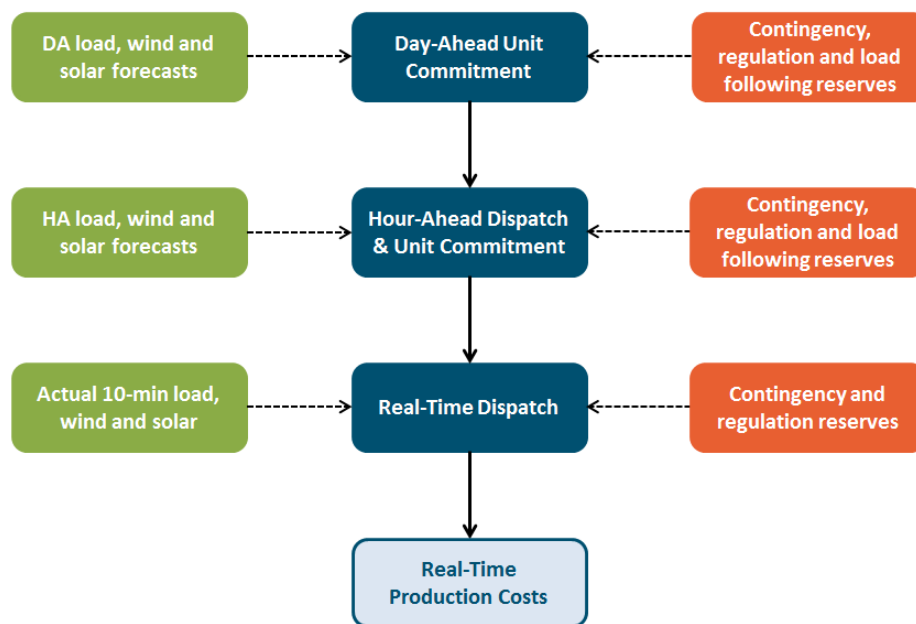 DA load, wind and
solar forecasts
Day-Ahead Unit
Commitment
Contingency,
regulation and load
following reserves
HA load, wind and
solar forecasts
Hour-Ahead Dispatch
& Unit Commitment
Contingency,
regulation and load
following reserves
Actual 10-min load,
wind and solar
Real-Time Dispatch
Contingency and
regulation reserves
Real-Time
Production Costs